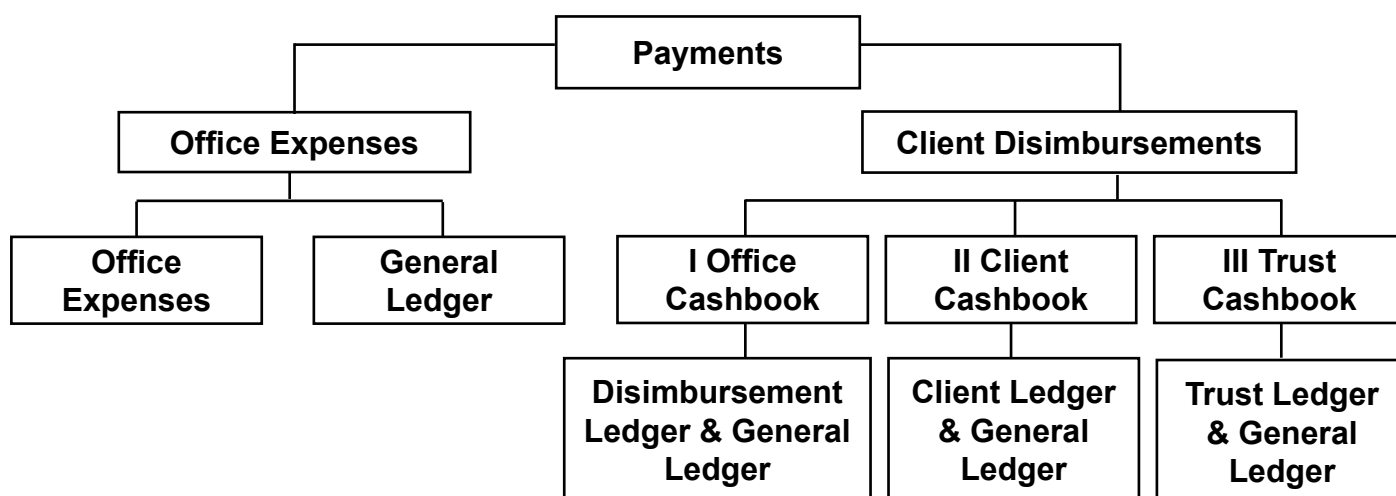 Payments
Office Expenses
Client Disimbursements
Office
Expenses
General
Ledger
I Office
Cashbook
II Client
Cashbook
III Trust
Cashbook
Disimbursement
Ledger & General
Ledger
Client Ledger
& General
Ledger
Trust Ledger
& General
Ledger